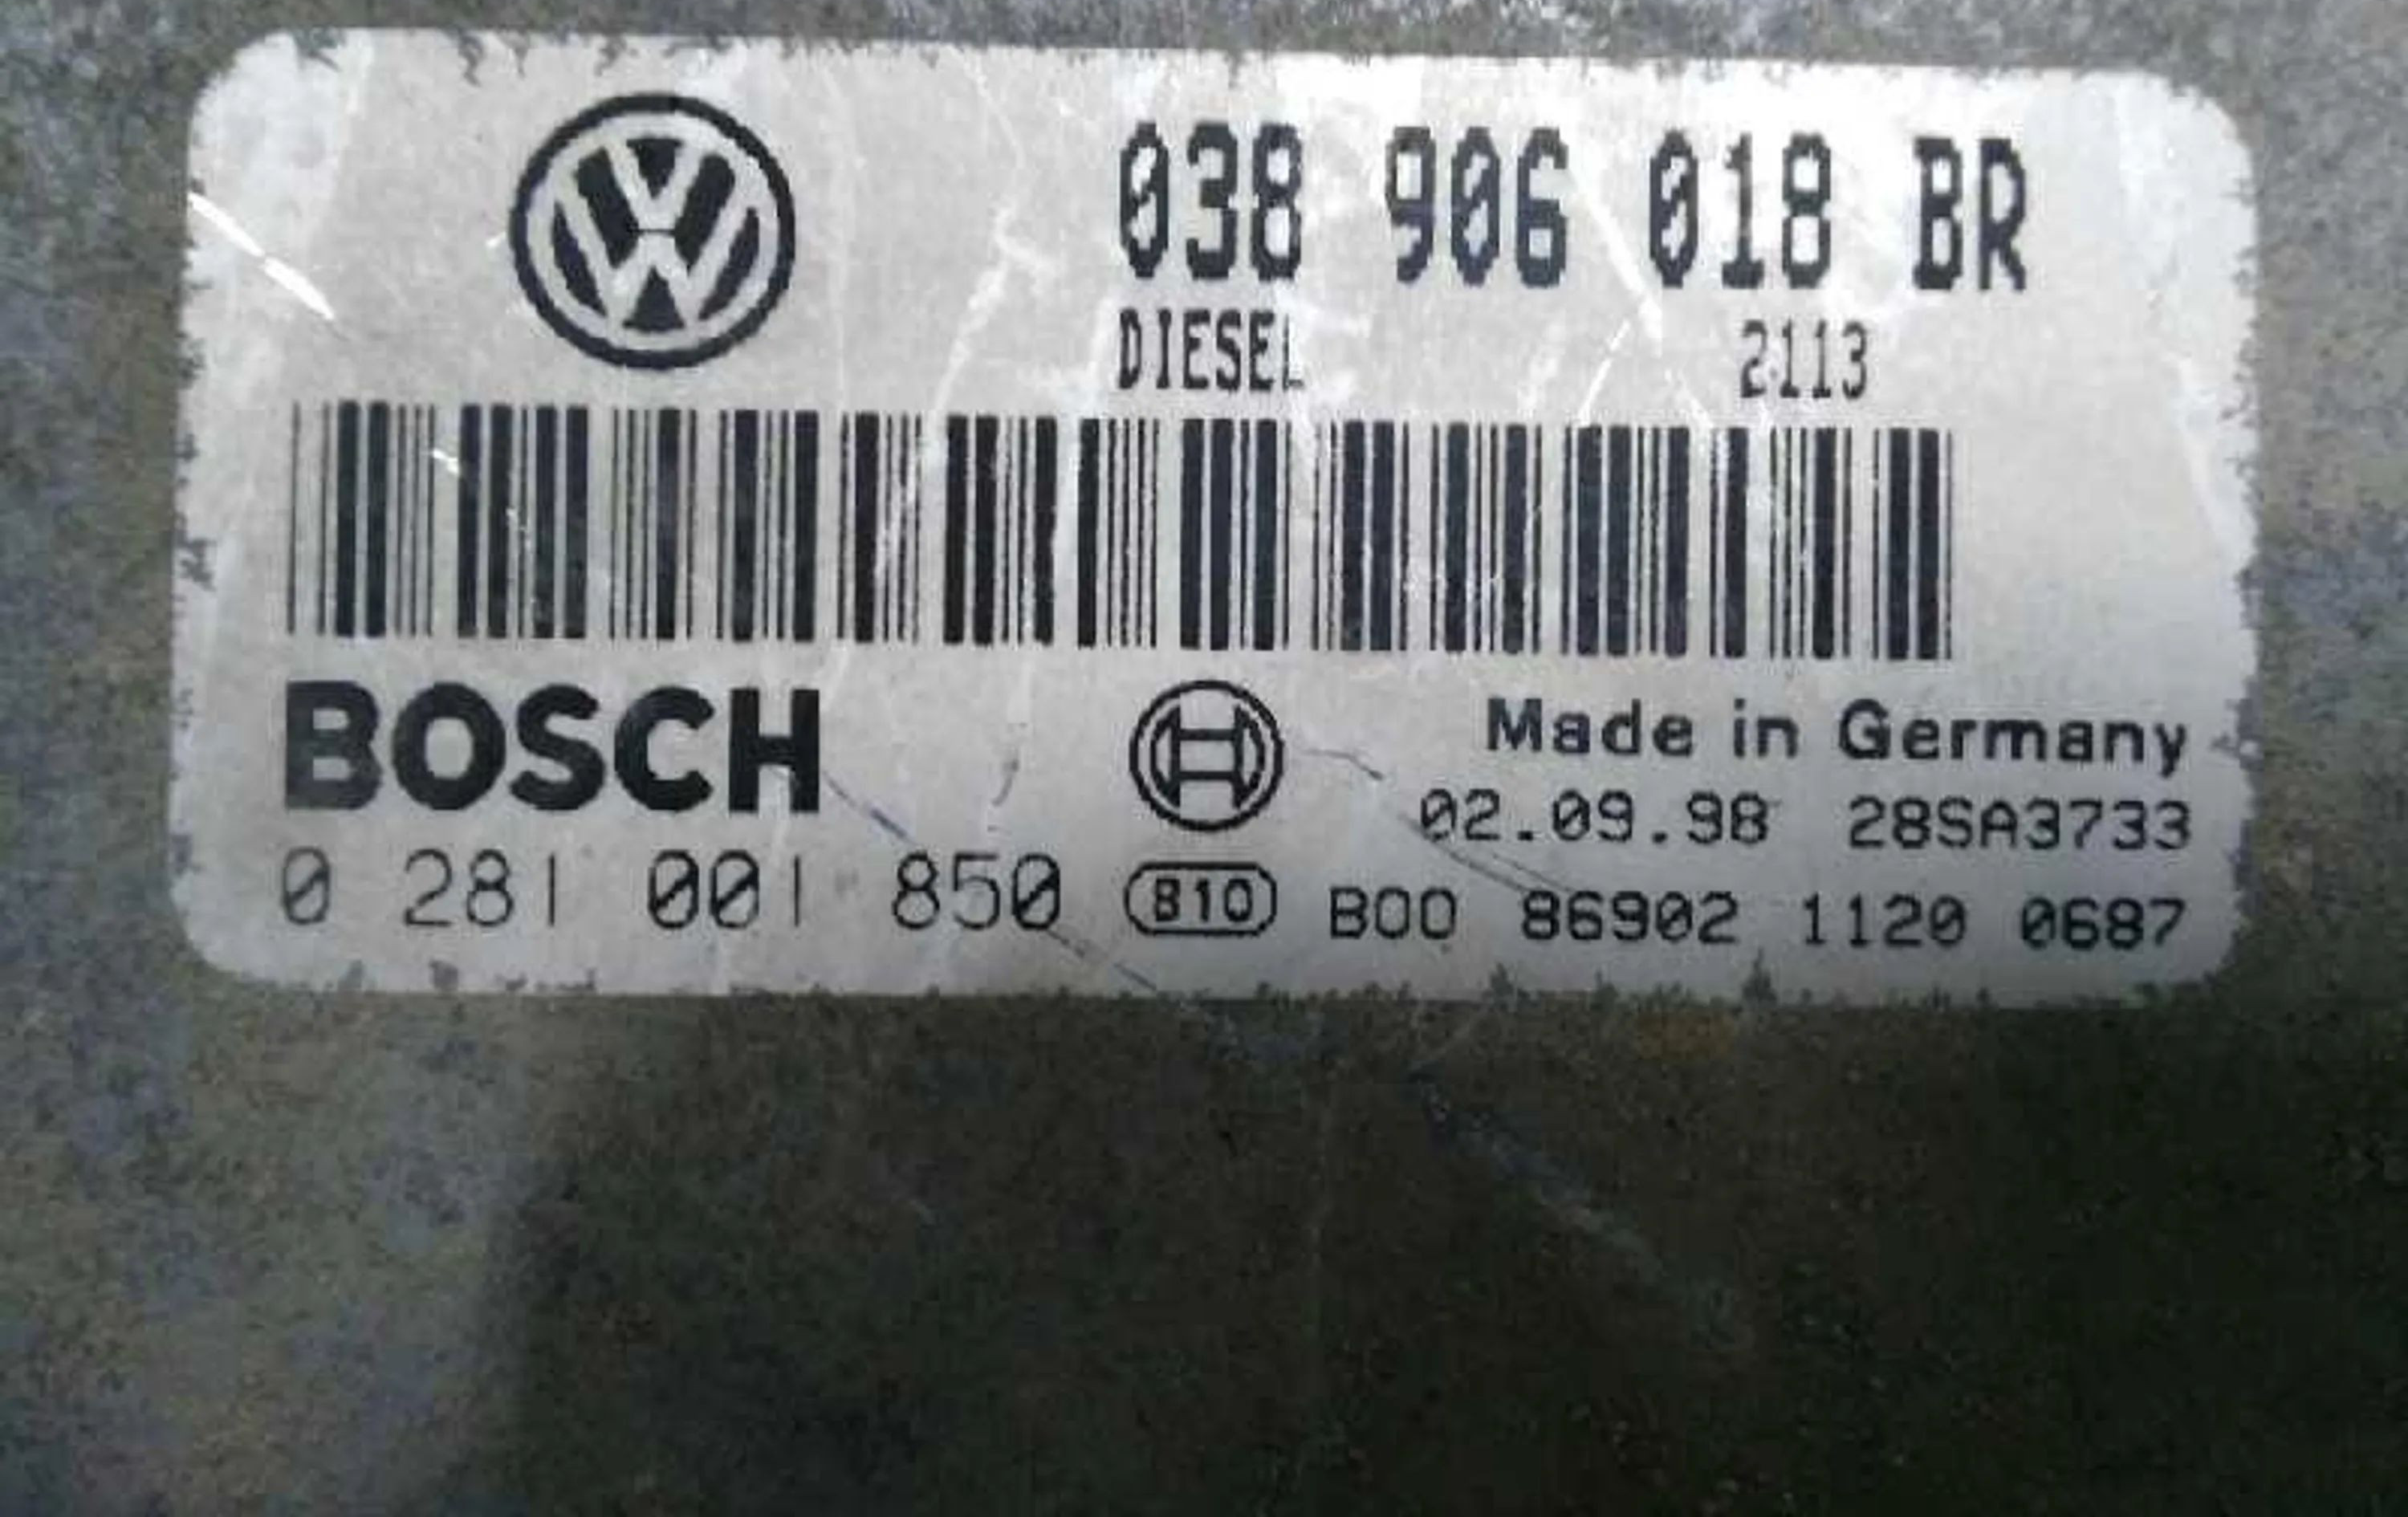 038 906 018 BR
DIESEL 2113
BOSCH Made in Germany
02.09.98 28SA3733
0 281 001 850 B10 B00 86902 1120 0687